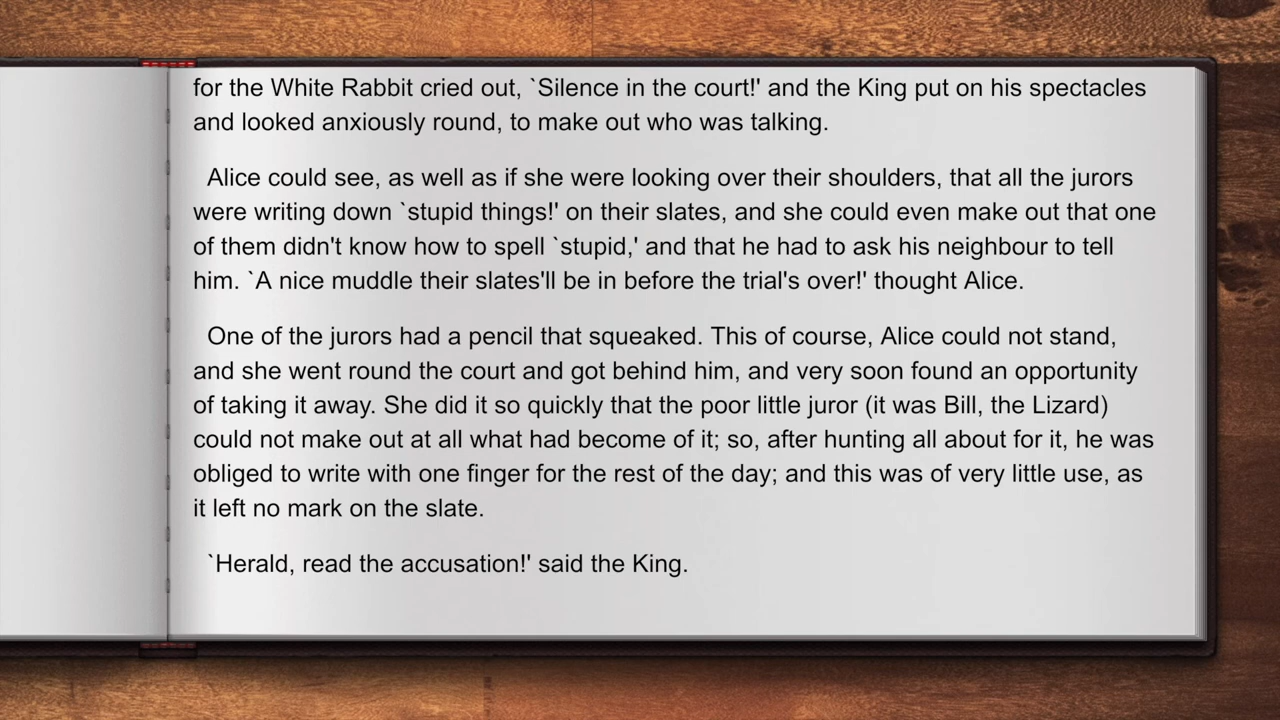 for the White Rabbit cried out, `Silence in the court!' and the King put on his spectacles
and looked anxiously round, to make out who was talking.
Alice could see, as well as if she were looking over their shoulders, that all the jurors
were writing down `stupid things!' on their slates, and she could even make out that one
of them didn't know how to spell `stupid,' and that he had to ask his neighbour to tell
him. `A nice muddle their slates'll be in before the trial's over!' thought Alice.
One of the jurors had a pencil that squeaked. This of course, Alice could not stand,
and she went round the court and got behind him, and very soon found an opportunity
of taking it away. She did it so quickly that the poor little juror (it was Bill, the Lizard)
could not make out at all what had become of it; so, after hunting all about for it, he was
obliged to write with one finger for the rest of the day; and this was of very little use, as
it left no mark on the slate.
`Herald, read the accusation!' said the King.